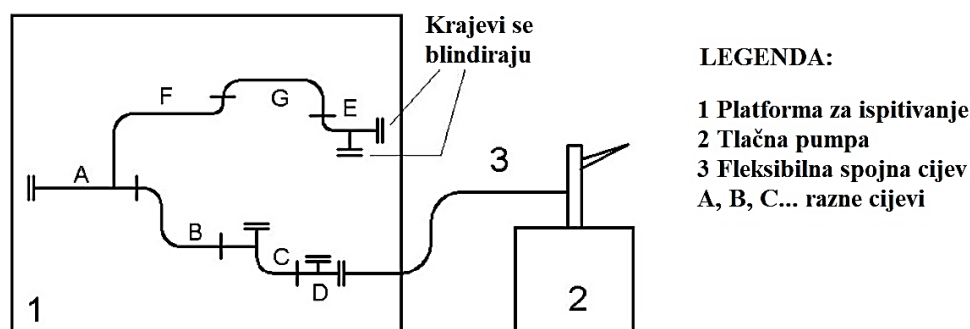 Krajevi se
blindiraju
F
G
E
A
B
C
D
3
1
2
LEGENDA:
1 Platforma za ispitivanje
2 Tlačna pumpa
3 Fleksibilna spojna cijev
A, B, C... razne cijevi